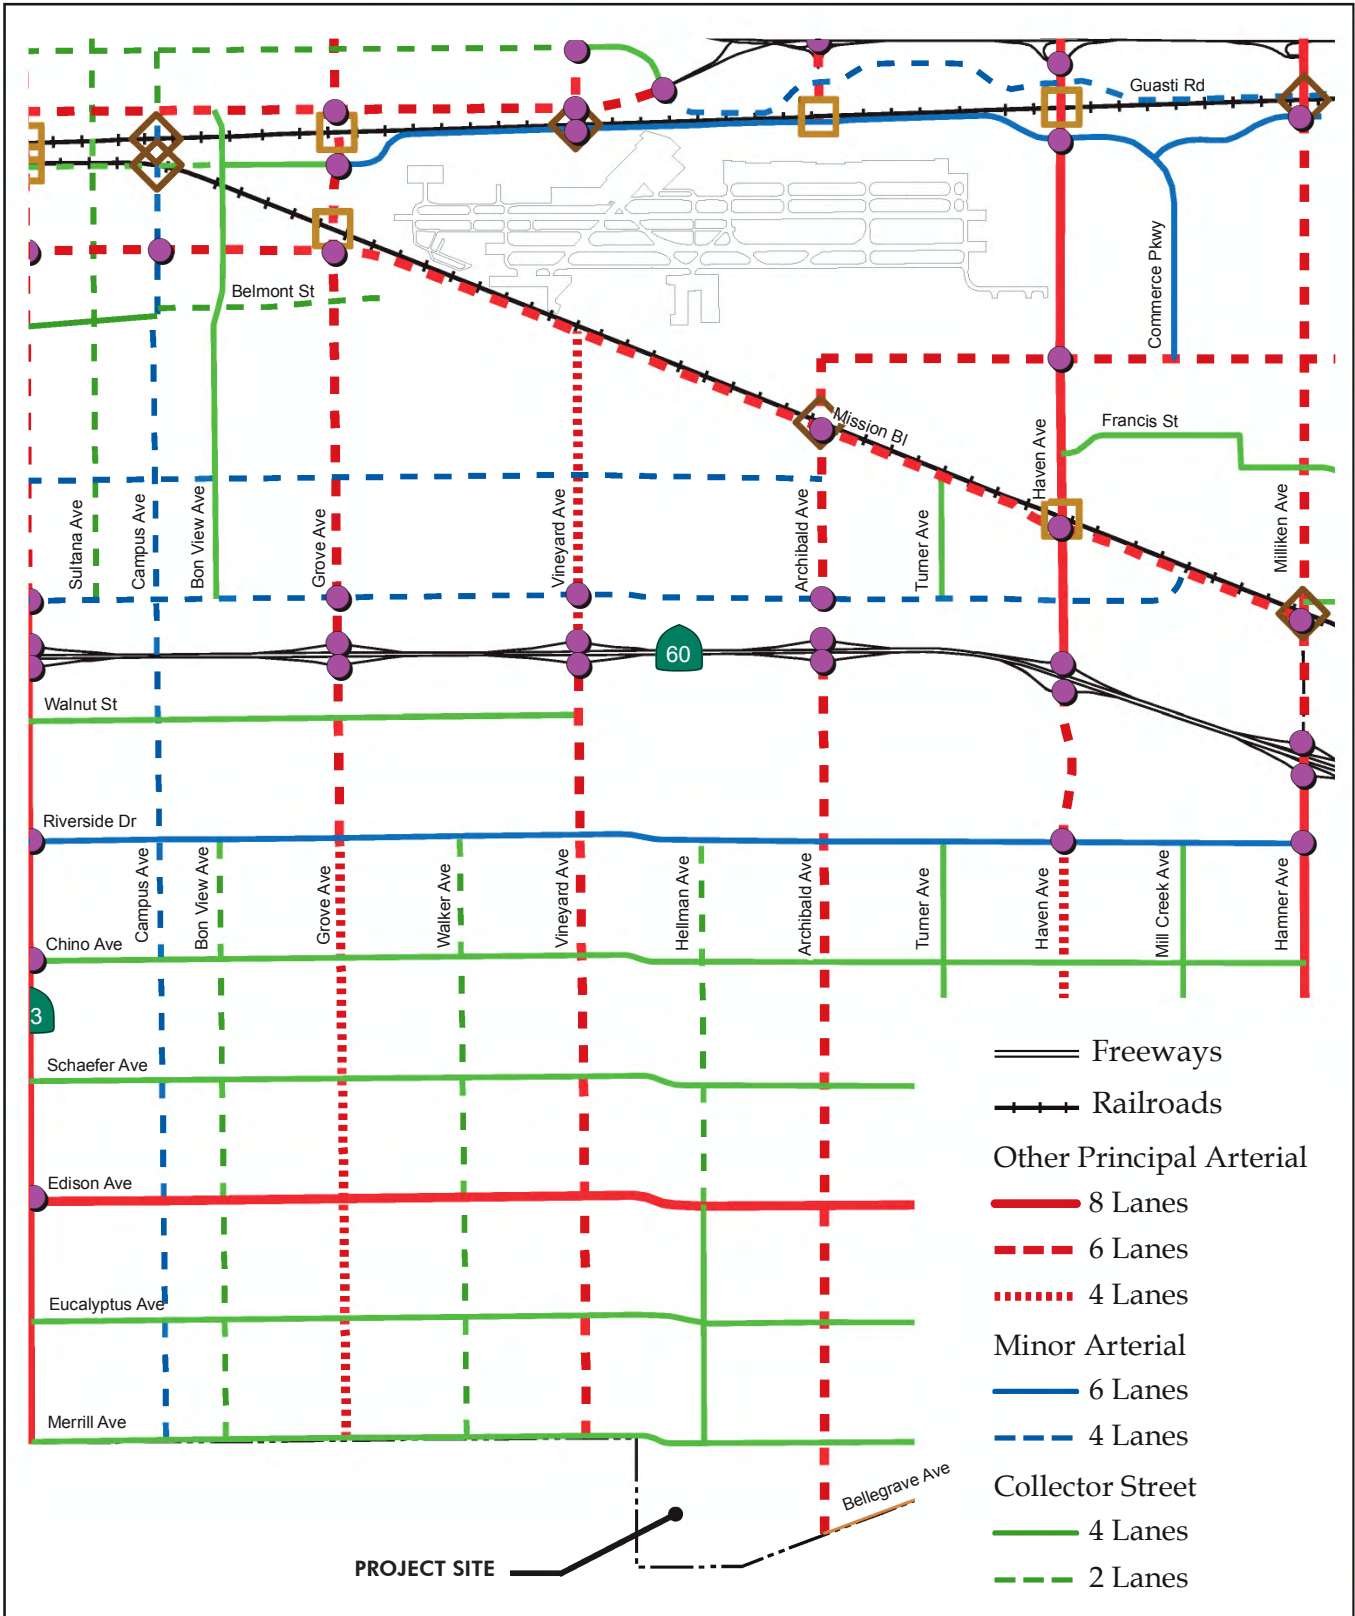 Guasti Rd
Belmont St
Commerce Pkwy
Mission Bl
Francis St
Haven Ave
Sultana Ave
Campus Ave
Bon View Ave
Grove Ave
Vineyard Ave
Archibald Ave
Turner Ave
Milliken Ave
60
Walnut St
Riverside Dr
Campus Ave
Bon View Ave
Grove Ave
Walker Ave
Vineyard Ave
Hellman Ave
Archibald Ave
Turner Ave
Haven Ave
Mill Creek Ave
Hamner Ave
Chino Ave
3
Schaefer Ave
Edison Ave
Eucalyptus Ave
Merrill Ave
Bellegrave Ave
PROJECT SITE
Freeways
Railroads
Other Principal Arterial
8 Lanes
6 Lanes
4 Lanes
Minor Arterial
6 Lanes
4 Lanes
Collector Street
4 Lanes
2 Lanes